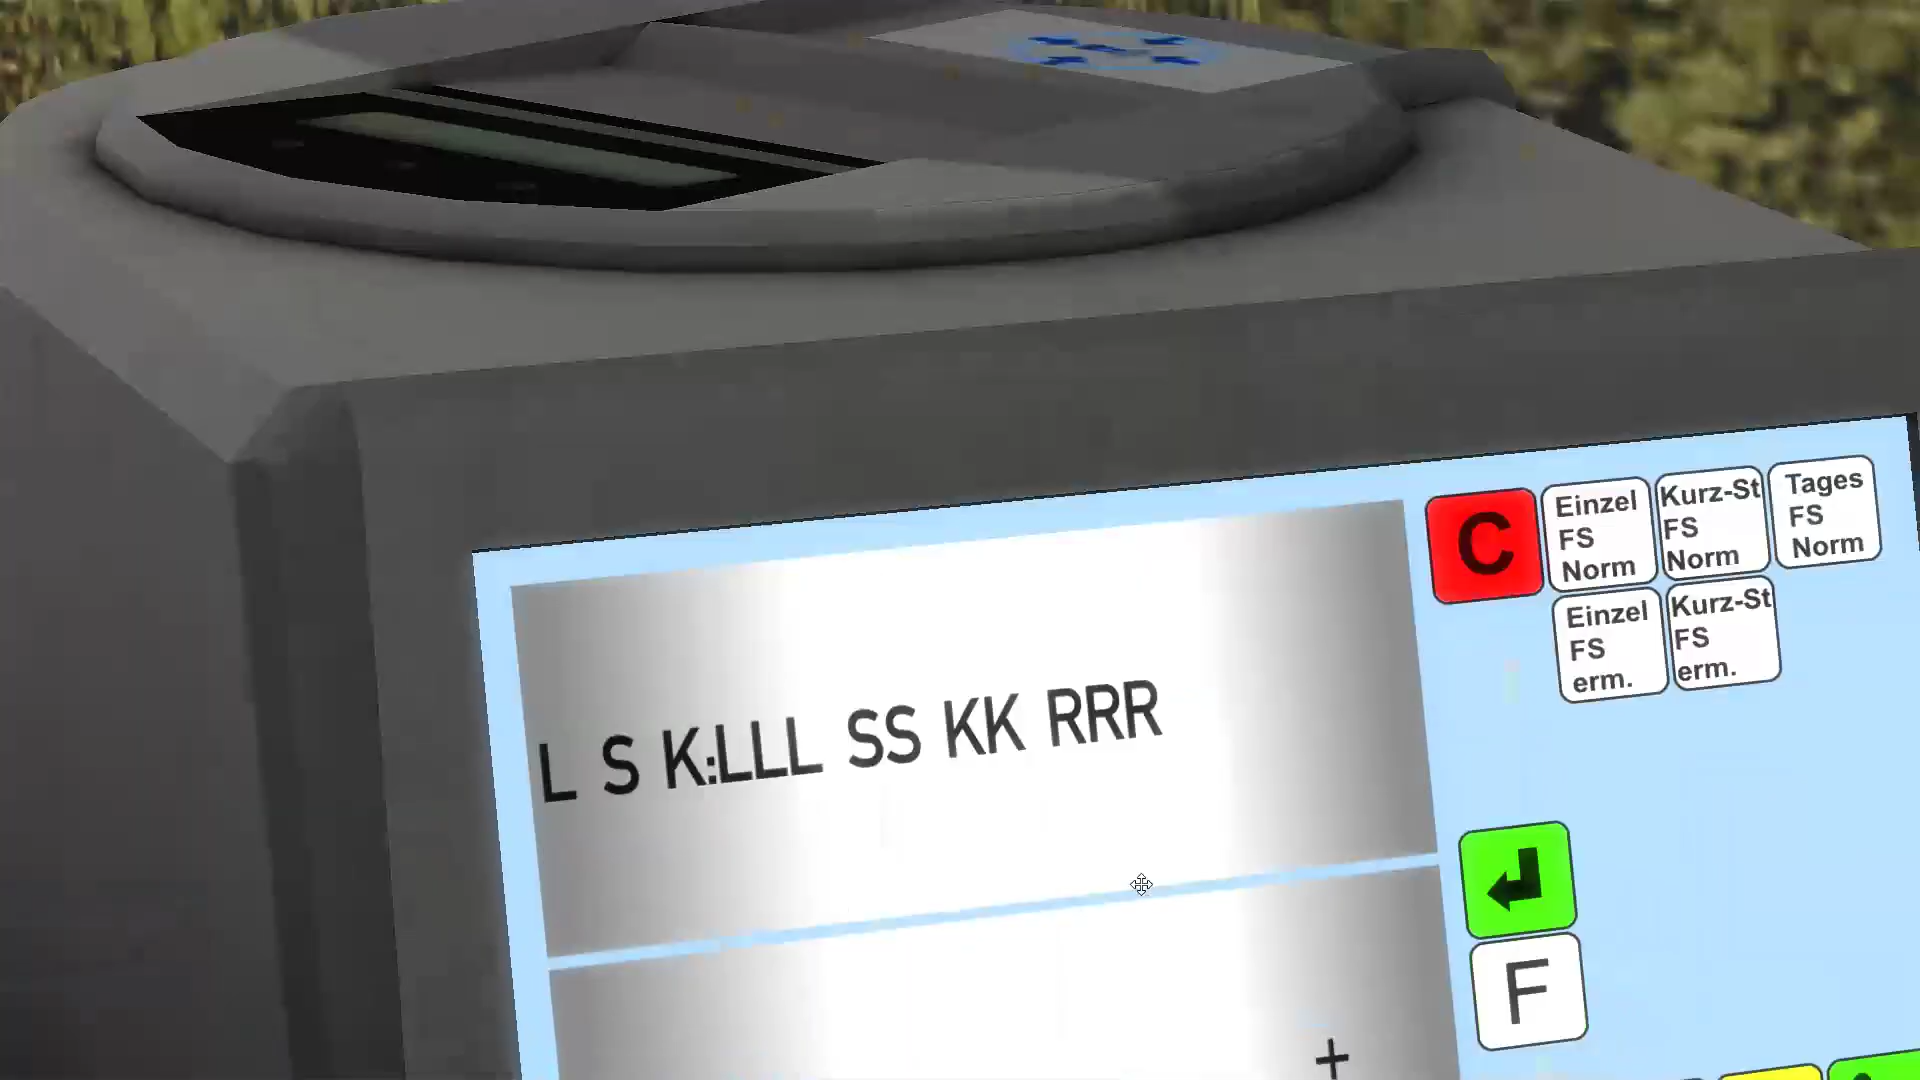 L S K:LLL SS KK RRR
+
C
Einzel
FS
Norm
Kurz-St
FS
Norm
Tages
FS
Norm
Einzel
FS
erm.
Kurz-St
FS
erm.
F